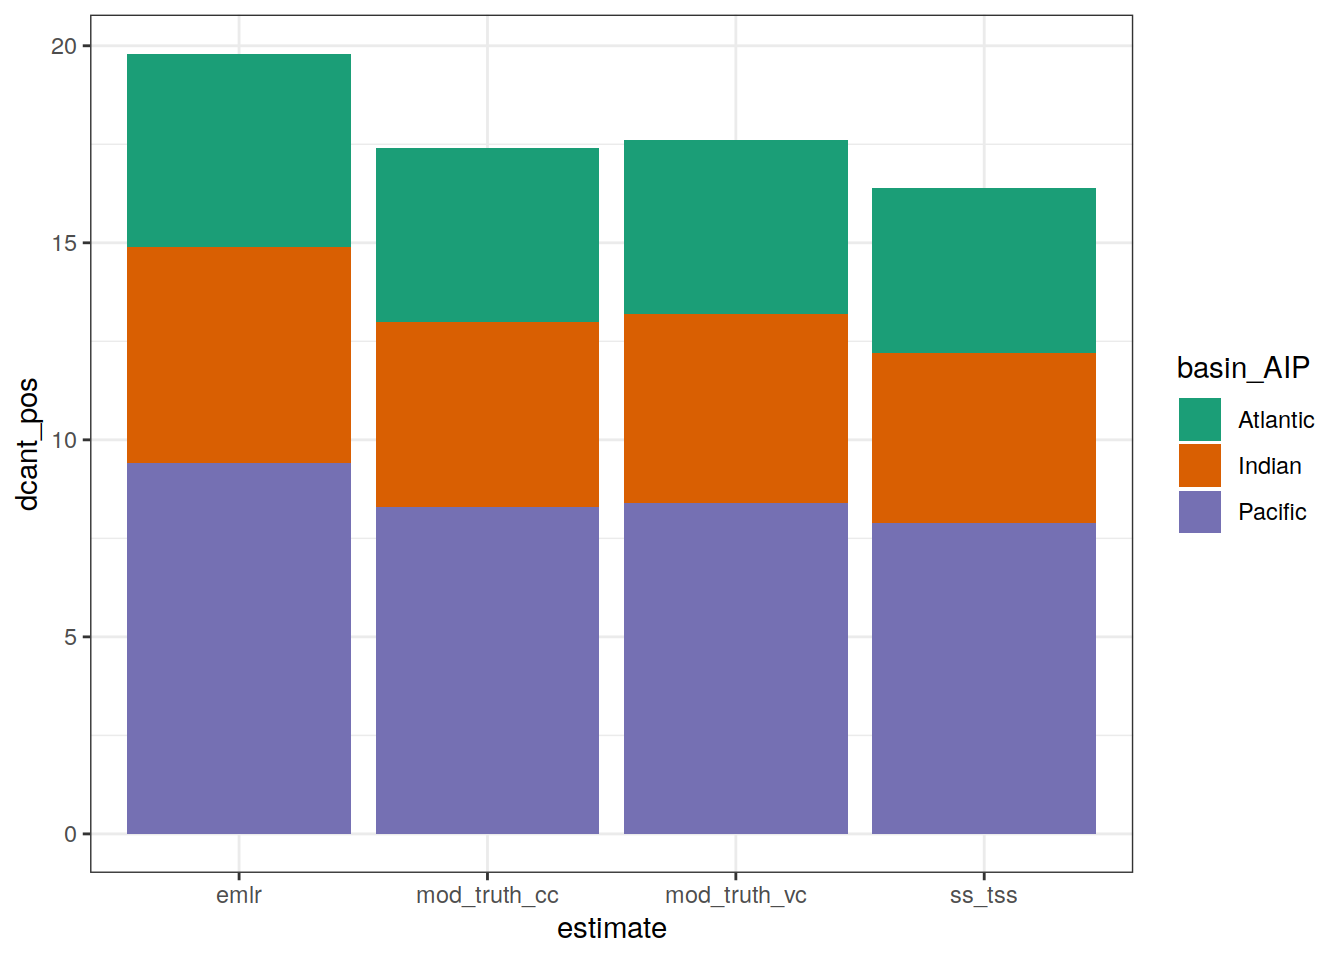 20
15
10
5
0
dcant_pos
emlr
mod_truth_cc
mod_truth_vc
ss_tss
estimate
basin_AIP
Atlantic
Indian
Pacific